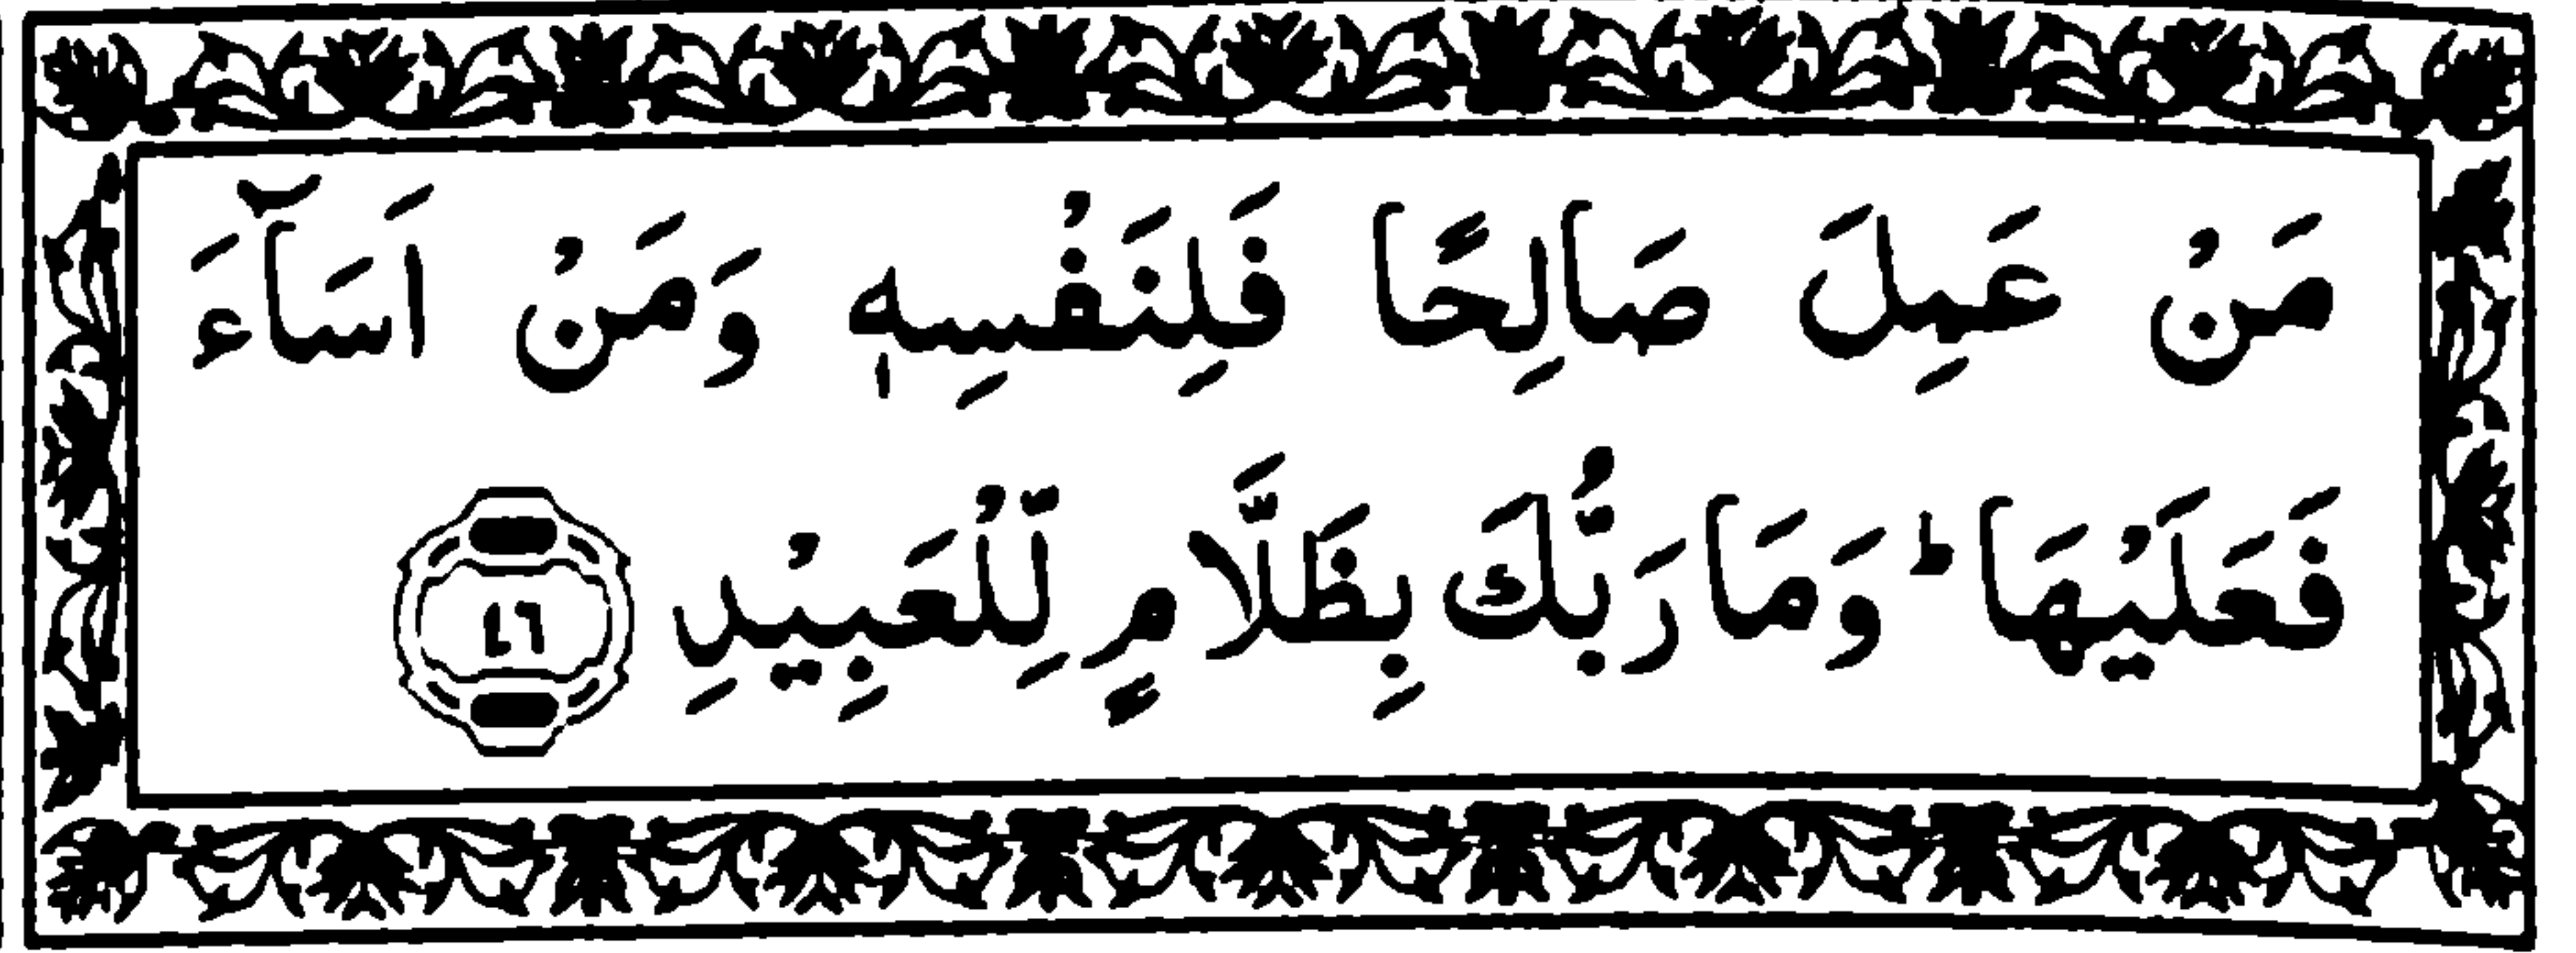 مَنْ عَمِلَ صَالِحًا فَلِنَفْسِهٖ وَمَنْ اَسَآءَ
فَعَلَيْهَا ؕ وَمَا رَبُّكَ بِظَلَّامٍ لِّلْعَبِيْدِ ٤٦